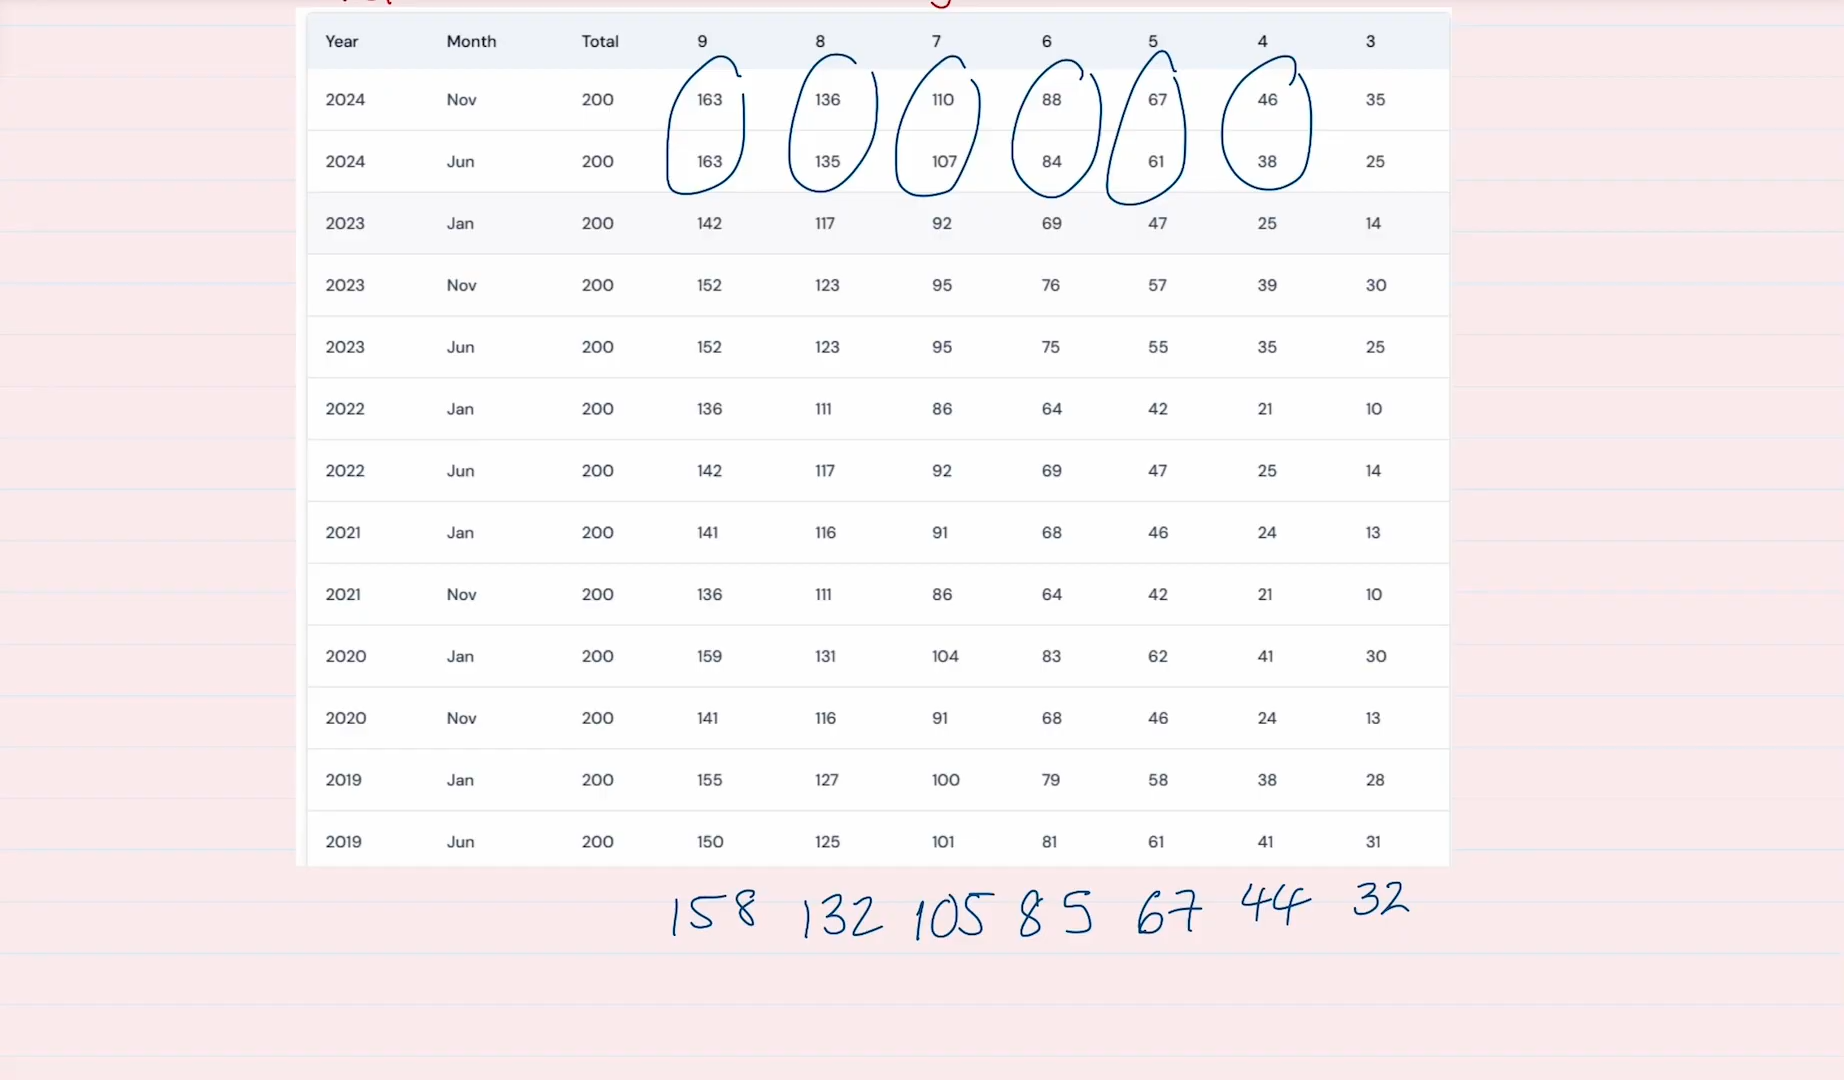 Year Month Total 9 8 7 6 5 4 3
2024 Nov 200 163 136 110 88 67 46 35
2024 Jun 200 163 135 107 84 61 38 25
2023 Jan 200 142 117 92 69 47 25 14
2023 Nov 200 152 123 95 76 57 39 30
2023 Jun 200 152 123 95 75 55 35 25
2022 Jan 200 136 111 86 64 42 21 10
2022 Jun 200 142 117 92 69 47 25 14
2021 Jan 200 141 116 91 68 46 24 13
2021 Nov 200 136 111 86 64 42 21 10
2020 Jan 200 159 131 104 83 62 41 30
2020 Nov 200 141 116 91 68 46 24 13
2019 Jan 200 155 127 100 79 58 38 28
2019 Jun 200 150 125 101 81 61 41 31
158 132 105 85 67 44 32